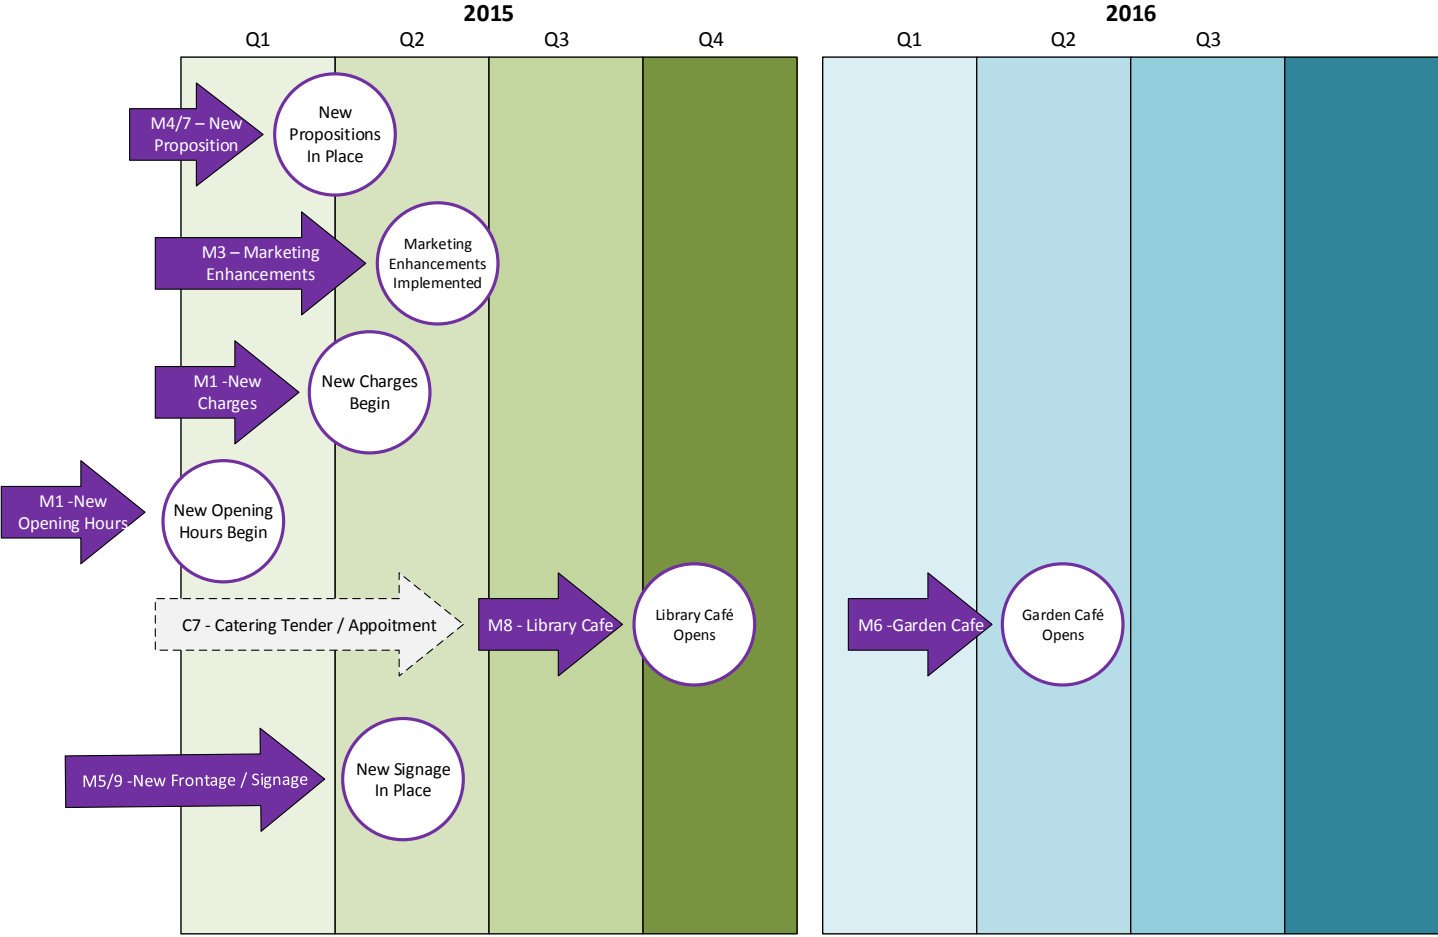 2015
2016
Q1
Q2
Q3
Q4
Q1
Q2
Q3
M4/7 – New
Proposition
New
Propositions
In Place
M3 – Marketing
Enhancements
Marketing
Enhancements
Implemented
M1 -New
Charges
New Charges
Begin
M1 -New
Opening Hours
New Opening
Hours Begin
C7 - Catering Tender / Appoitment
M8 - Library Cafe
Library Café
Opens
M6 -Garden Cafe
Garden Café
Opens
M5/9 -New Frontage / Signage
New Signage
In Place